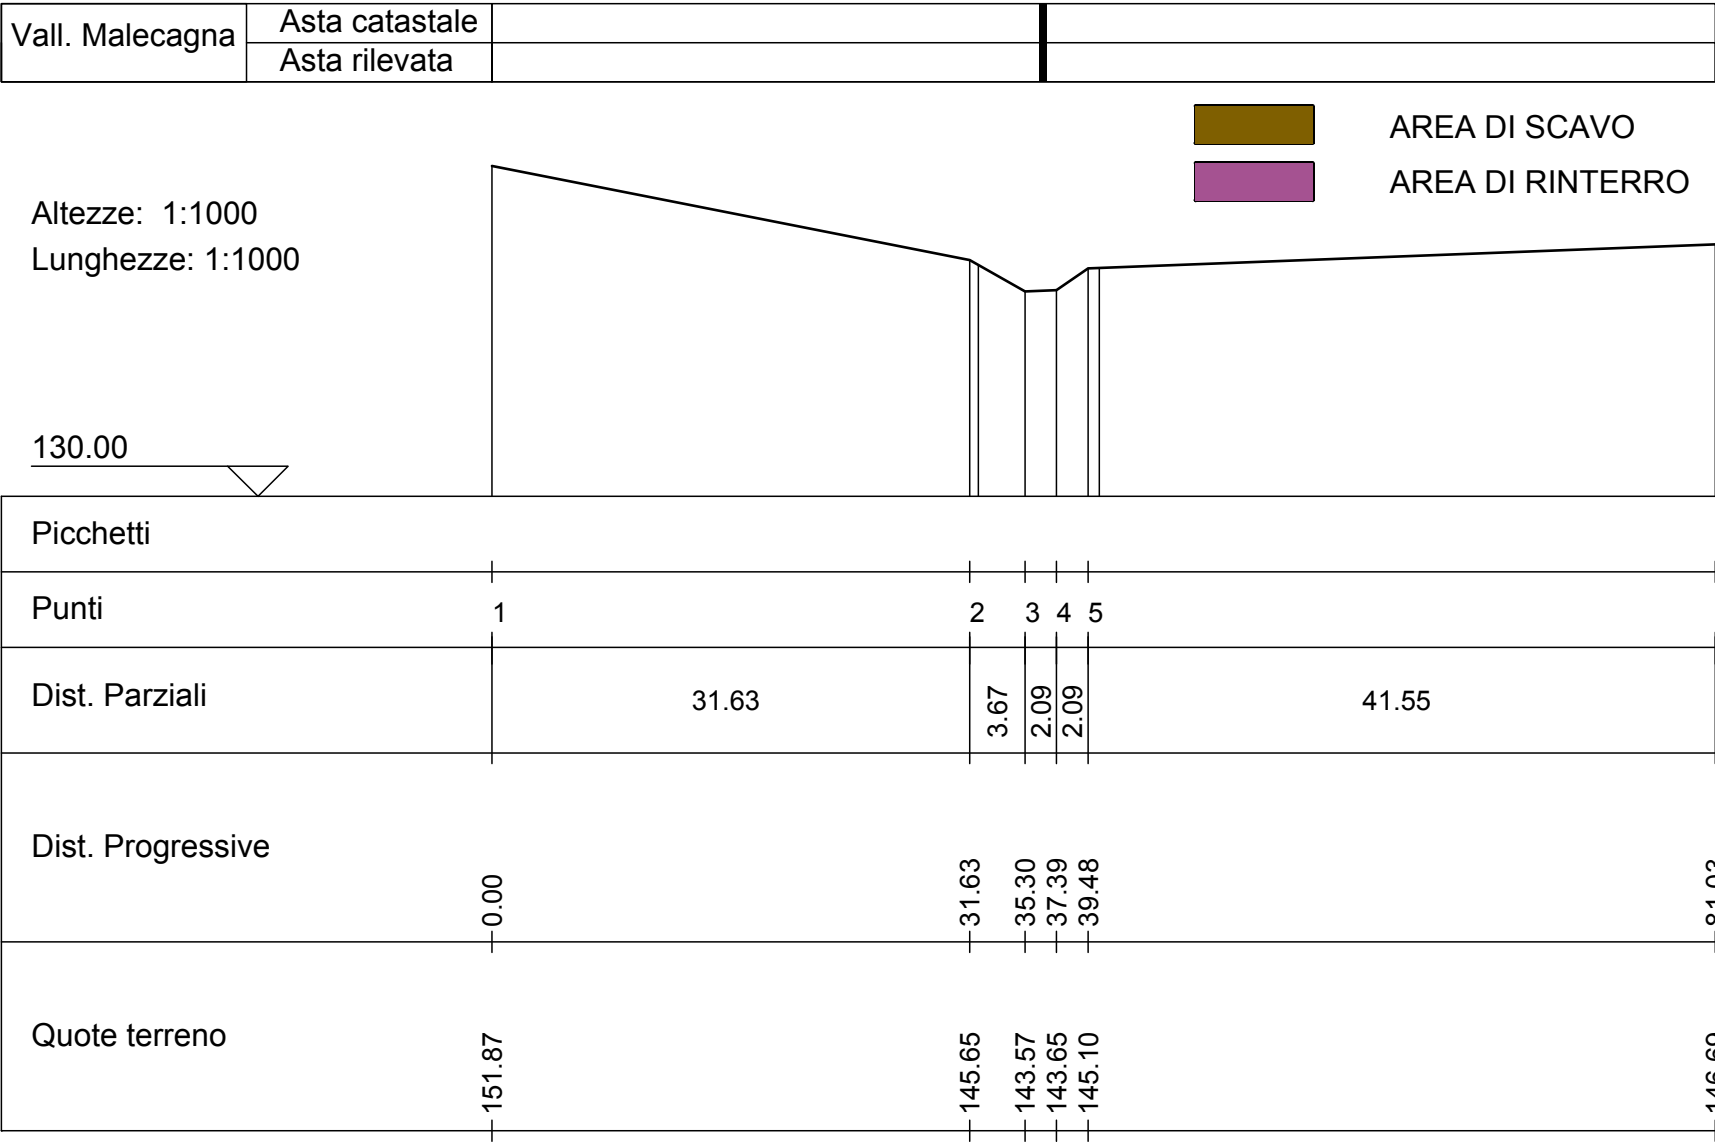 Vall. Malecagna
Asta catastale
Asta rilevata
AREA DI SCAVO
AREA DI RINTERRO
Altezze: 1:1000
Lunghezze: 1:1000
130.00
Picchetti
Punti 1 2 3 4 5
Dist. Parziali 31.63 3.67 2.09 2.09 41.55
Dist. Progressive 0.00 31.63 35.30 37.39 39.48
Quote terreno 151.87 145.65 143.57 143.65 145.10